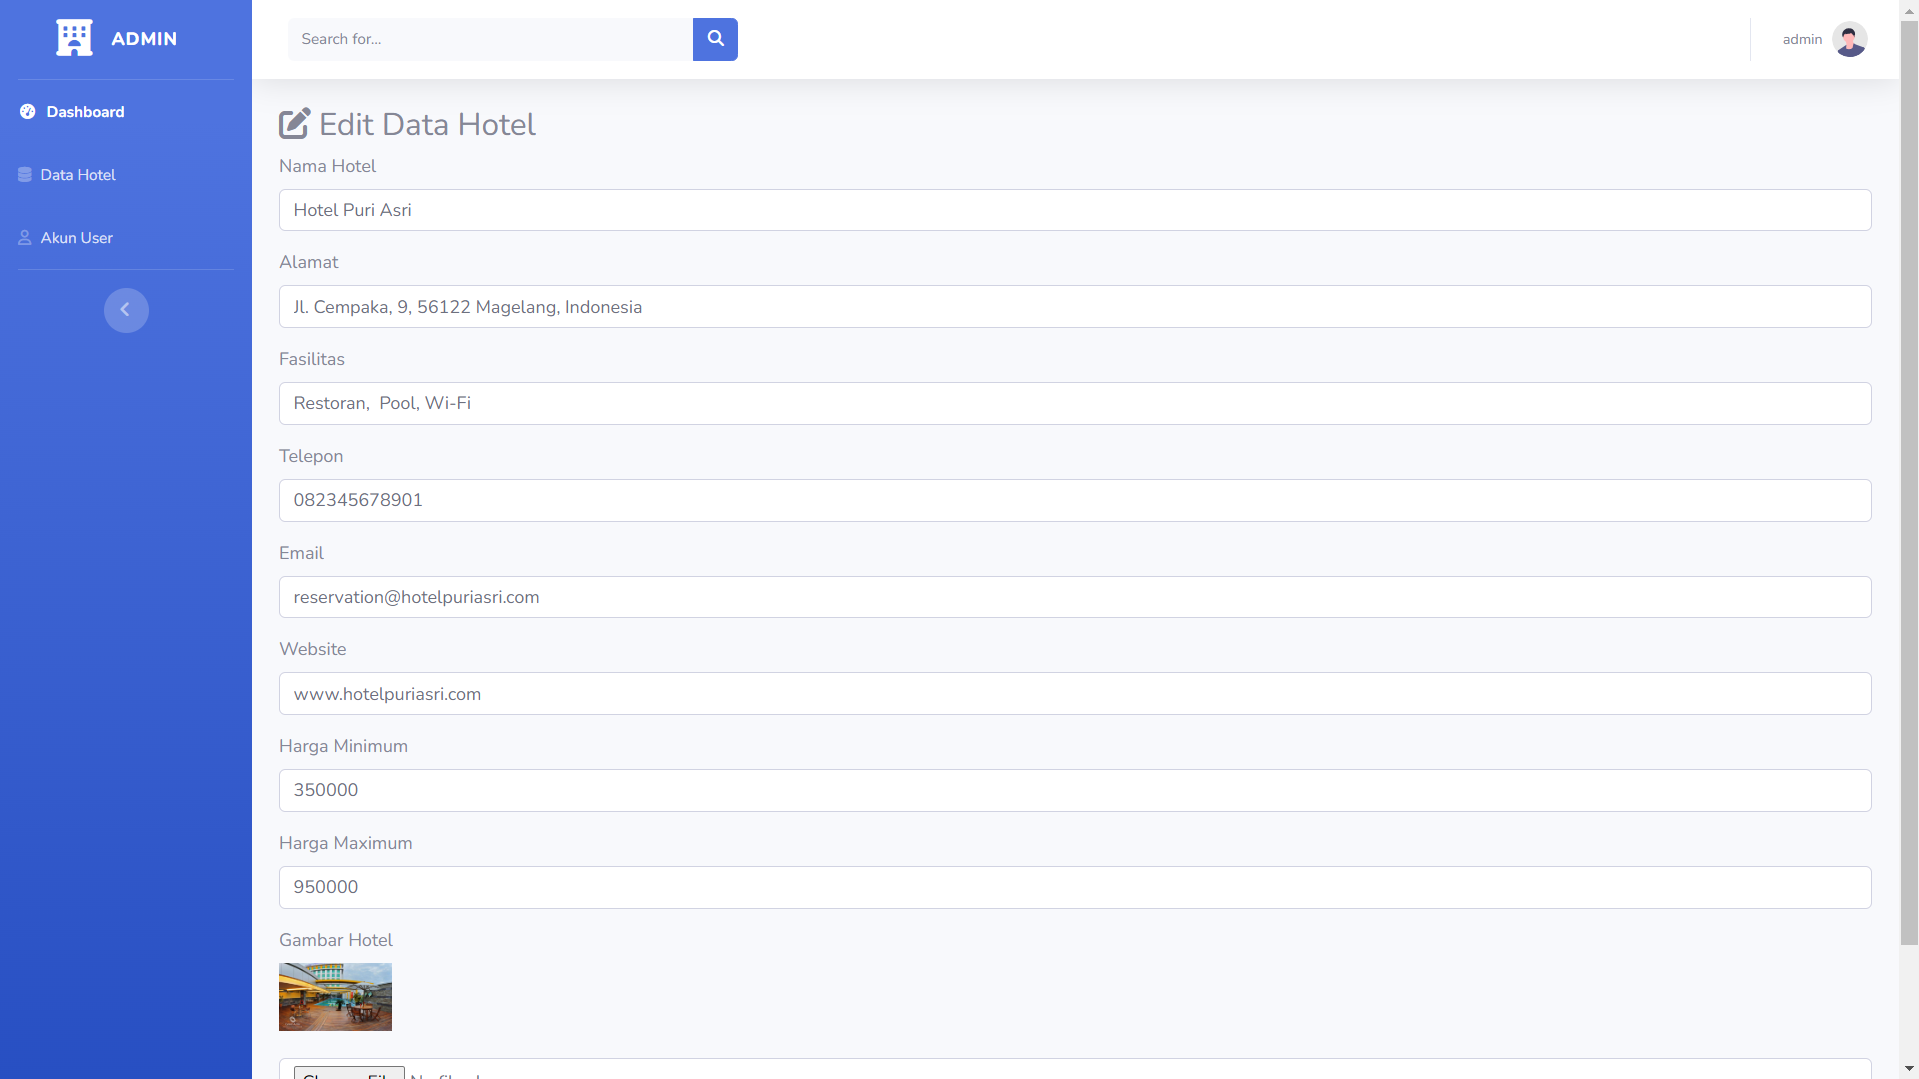 ADMIN
Search for...
admin
Dashboard
Data Hotel
Akun User
Edit Data Hotel
Nama Hotel
Hotel Puri Asri
Alamat
Jl. Cempaka, 9, 56122 Magelang, Indonesia
Fasilitas
Restoran,  Pool, Wi-Fi
Telepon
082345678901
Email
reservation@hotelpuriasri.com
Website
www.hotelpuriasri.com
Harga Minimum
350000
Harga Maximum
950000
Gambar Hotel